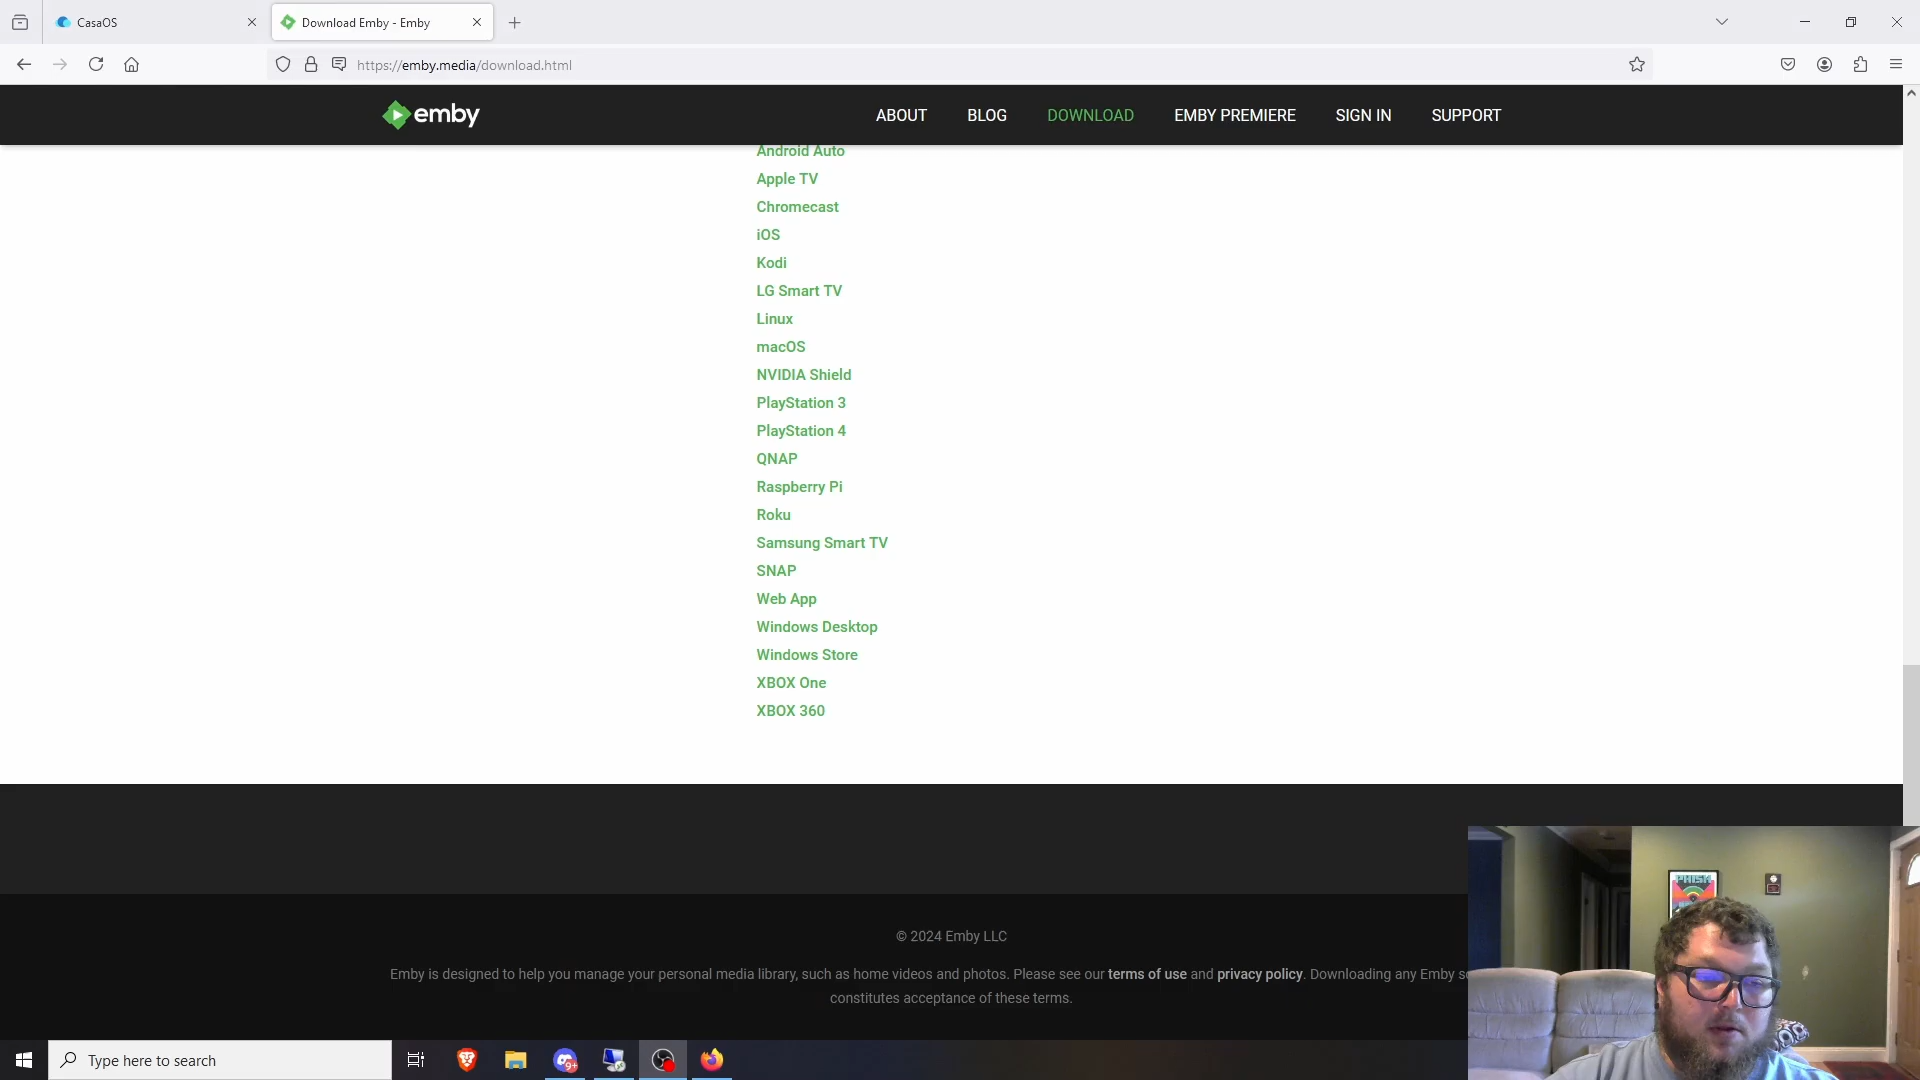 CasaOS
Download Emby - Emby
https://emby.media/download.html
emby
ABOUT
BLOG
DOWNLOAD
EMBY PREMIERE
SIGN IN
SUPPORT
Android Auto
Apple TV
Chromecast
iOS
Kodi
LG Smart TV
Linux
macOS
NVIDIA Shield
PlayStation 3
PlayStation 4
QNAP
Raspberry Pi
Roku
Samsung Smart TV
SNAP
Web App
Windows Desktop
Windows Store
XBOX One
XBOX 360
© 2024 Emby LLC
Emby is designed to help you manage your personal media library, such as home videos and photos. Please see our terms of use and privacy policy. Downloading any Emby so
constitutes acceptance of these terms.
PHISH
Type here to search
9+